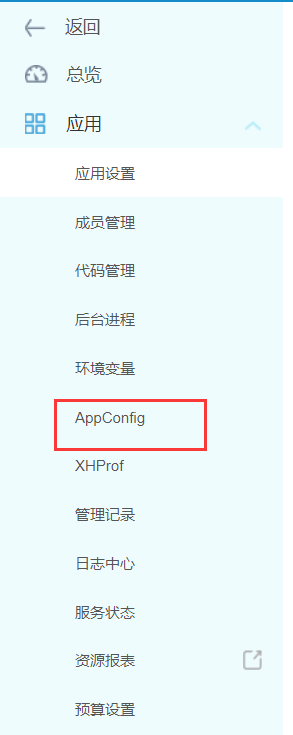 返回
总览
应用
应用设置
成员管理
代码管理
后台进程
环境变量
AppConfig
XHProf
管理记录
日志中心
服务状态
资源报表
预算设置